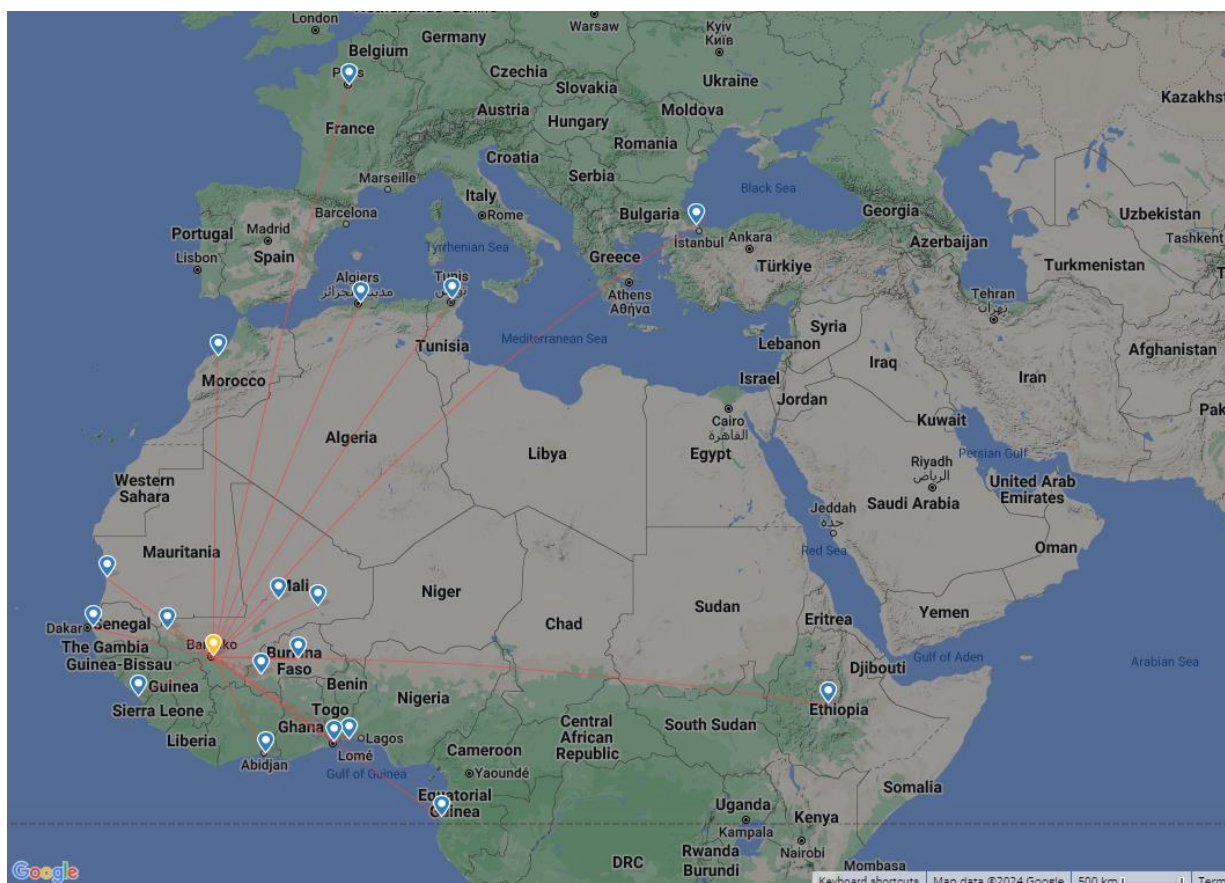 London
Warsaw
Kyiv
Київ
Belgium
Germany
Czechia
Slovakia
Ukraine
Kazakhst
Austria
Hungary
Moldova
France
Romania
Croatia
Serbia
Marseille
Italy
Rome
Black Sea
Bulgaria
Georgia
Uzbekistan
Tashkent
Barcelona
Portugal
Madrid
Spain
Lisbon
Tyrrhenian Sea
İstanbul
Ankara
Türkiye
Azerbaijan
Turkmenistan
Greece
Athens
Αθήνα
Algiers
Tunis
Tehran
تهران
Mediterranean Sea
Tunisia
Syria
Lebanon
Iraq
Afghanistan
Iran
Morocco
Israel
Jordan
Kuwait
Pak
Cairo
القاهرة
Egypt
Algeria
Libya
Persian Gulf
Riyadh
الرياض
United Arab
Emirates
Western
Sahara
Saudi Arabia
Jeddah
جدة
Red Sea
Oman
Mauritania
Mali
Niger
Chad
Sudan
Eritrea
Yemen
Dakar
Senegal
The Gambia
Guinea-Bissau
Burkina
Faso
Djibouti
Gulf of Aden
Arabian Sea
Guinea
Benin
Nigeria
Ethiopia
Sierra Leone
Togo
Ghana
Liberia
Lagos
Lomé
Abidjan
Gulf of Guinea
Central
African
Republic
South Sudan
Cameroon
Yaoundé
Equatorial
Guinea
Somalia
Uganda
Kampala
Kenya
Nairobi
DRC
Rwanda
Burundi
Mombasa
Google
Keyboard shortcuts
Map data ©2024 Google
500 km
Term